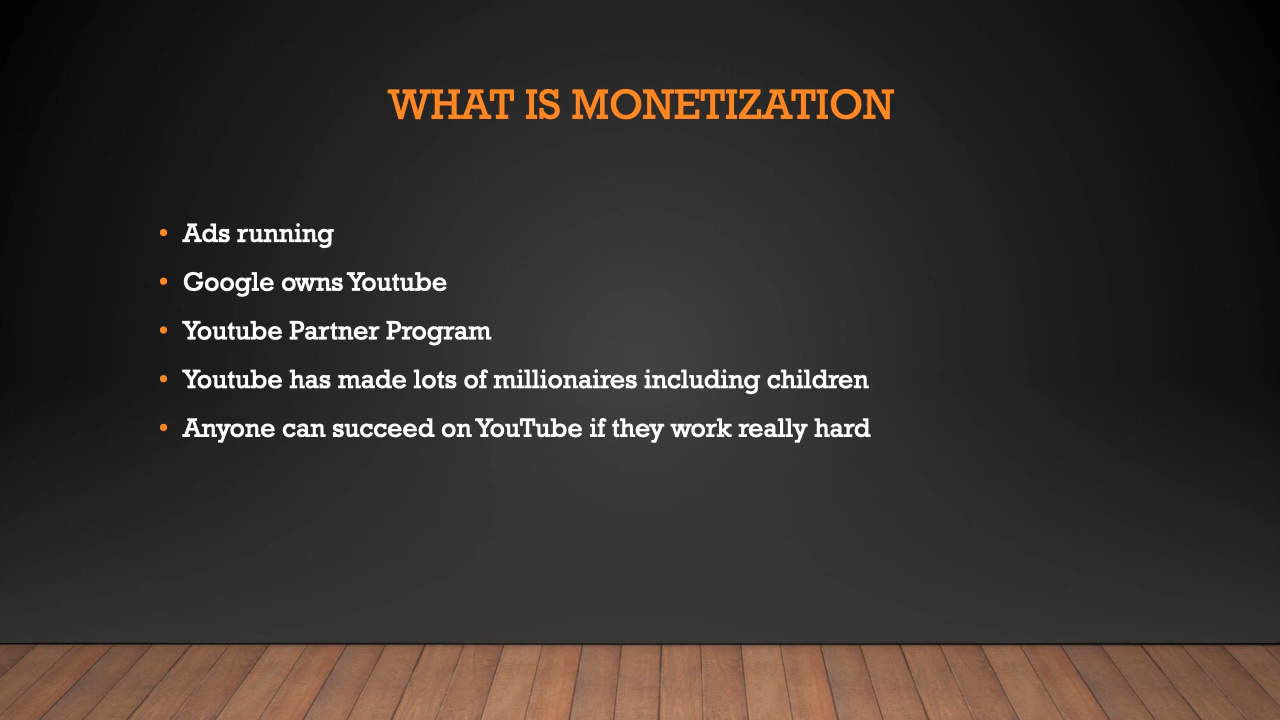 WHAT IS MONETIZATION
• Ads running
• Google owns Youtube
• Youtube Partner Program
• Youtube has made lots of millionaires including children
• Anyone can succeed on YouTube if they work really hard